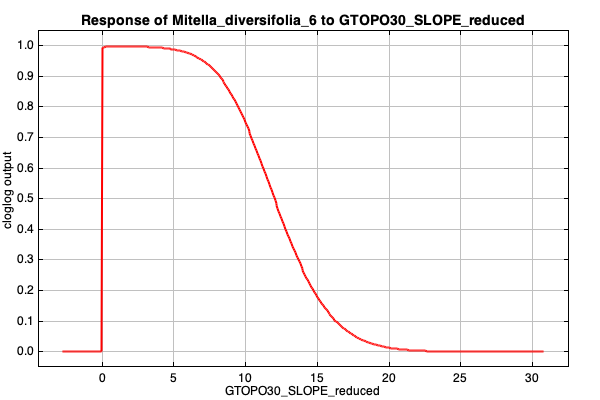 Response of Mitella_diversifolia_6 to GTOPO30_SLOPE_reduced
cloglog output
1.0
0.9
0.8
0.7
0.6
0.5
0.4
0.3
0.2
0.1
0.0
0 5 10 15 20 25 30
GTOPO30_SLOPE_reduced